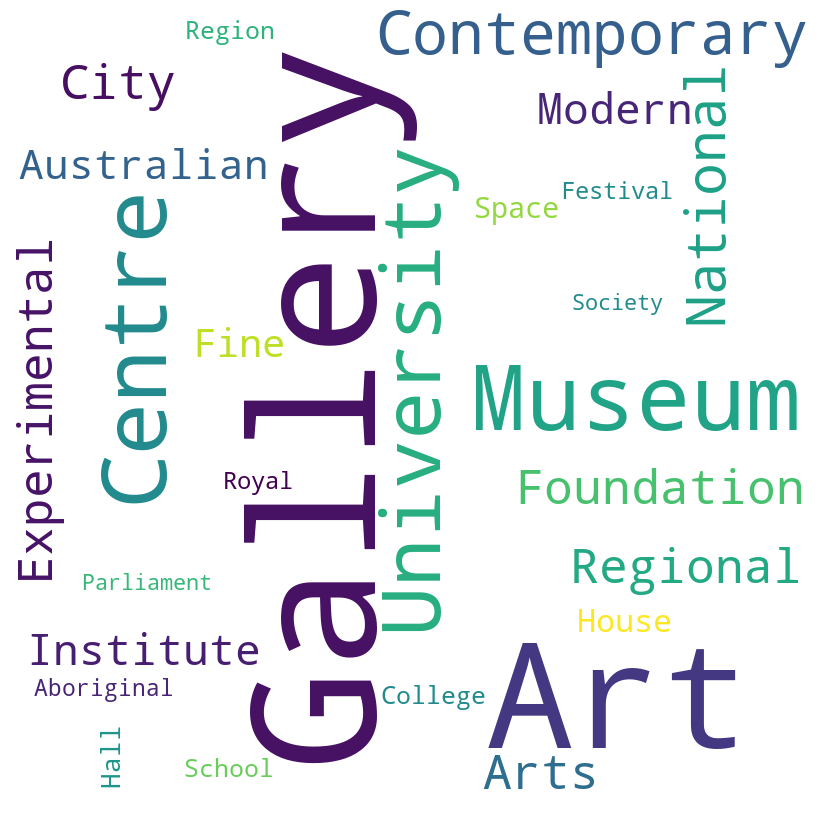 Region
Contemporary
City
Modern
National
Australian
Gallery
University
Space
Festival
Centre
Experimental
Society
Fine
Museum
Royal
Foundation
Regional
Parliament
House
Institute
Art
Aboriginal
College
Hall
School
Arts